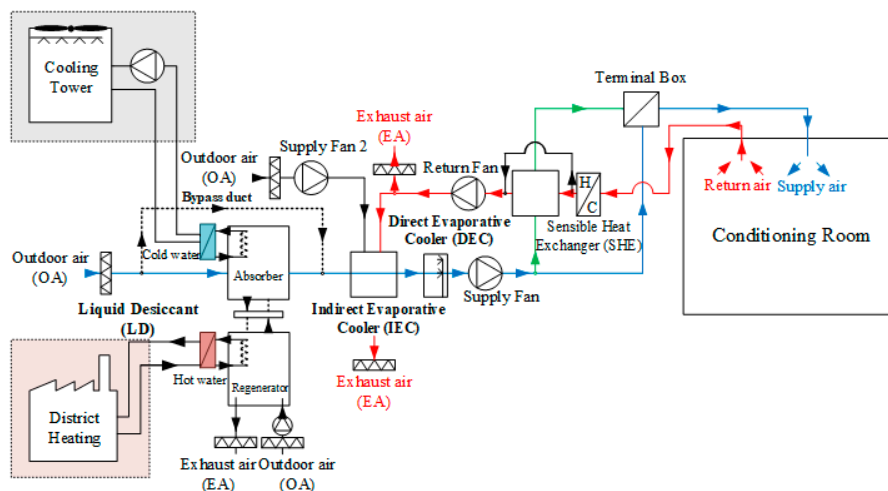 Cooling
Tower
Terminal Box
Exhaust air
(EA)
Supply Fan 2
Outdoor air
(OA)
Return Fan
H
C
Bypass duct
Return air
Supply air
Direct Evaporative
Cooler (DEC)
Sensible Heat
Exchanger (SHE)
Conditioning Room
Outdoor air
(OA)
Cold water
Absorber
Supply Fan
Liquid Desiccant
(LD)
Indirect Evaporative
Cooler (IEC)
Hot water
Regenerator
Exhaust air
(EA)
District
Heating
Exhaust air
(EA)
Outdoor air
(OA)